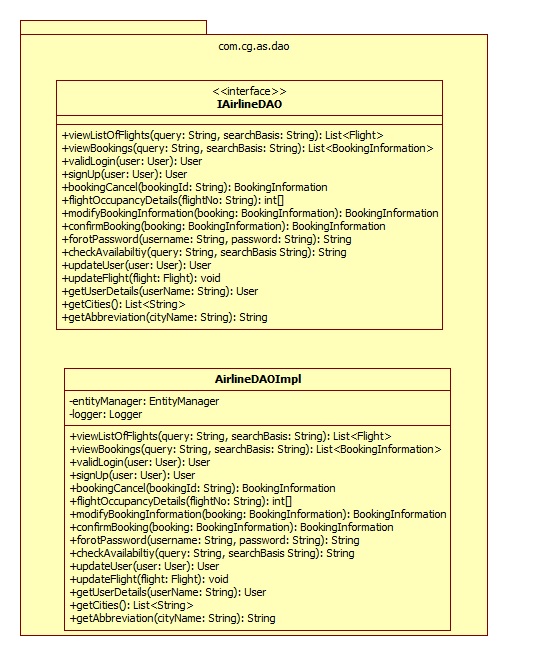 com.cg.as.dao
<<interface>>
IAirlineDAO
+viewListOfFlights(query: String, searchBasis: String): List<Flight>
+viewBookings(query: String, searchBasis: String): List<BookingInformation>
+validLogin(user: User): User
+signUp(user: User): User
+bookingCancel(bookingId: String): BookingInformation
+flightOccupancyDetails(flightNo: String): int[]
+modifyBookingInformation(booking: BookingInformation): BookingInformation
+confirmBooking(booking: BookingInformation): BookingInformation
+forotPassword(username: String, password: String): String
+checkAvailabiltiy(query: String, searchBasis String): String
+updateUser(user: User): User
+updateFlight(flight: Flight): void
+getUserDetails(userName: String): User
+getCities(): List<String>
+getAbbreviation(cityName: String): String
AirlineDAOImpl
-entityManager: EntityManager
-logger: Logger
+viewListOfFlights(query: String, searchBasis: String): List<Flight>
+viewBookings(query: String, searchBasis: String): List<BookingInformation>
+validLogin(user: User): User
+signUp(user: User): User
+bookingCancel(bookingId: String): BookingInformation
+flightOccupancyDetails(flightNo: String): int[]
+modifyBookingInformation(booking: BookingInformation): BookingInformation
+confirmBooking(booking: BookingInformation): BookingInformation
+forotPassword(username: String, password: String): String
+checkAvailabiltiy(query: String, searchBasis String): String
+updateUser(user: User): User
+updateFlight(flight: Flight): void
+getUserDetails(userName: String): User
+getCities(): List<String>
+getAbbreviation(cityName: String): String